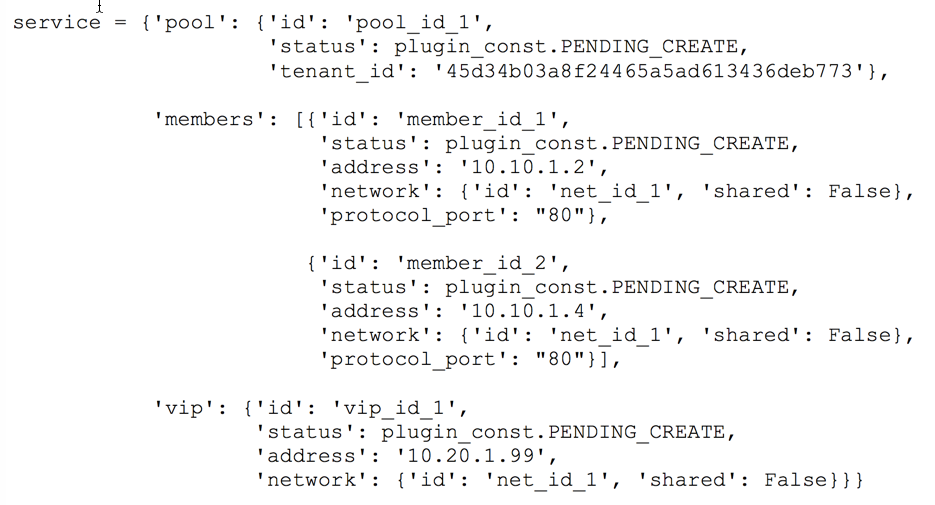 service = {'pool': {'id': 'pool_id_1',
'status': plugin_const.PENDING_CREATE,
'tenant_id': '45d34b03a8f24465a5ad613436deb773'},
'members': [{'id': 'member_id_1',
'status': plugin_const.PENDING_CREATE,
'address': '10.10.1.2',
'network': {'id': 'net_id_1', 'shared': False},
'protocol_port': "80"},
{'id': 'member_id_2',
'status': plugin_const.PENDING_CREATE,
'address': '10.10.1.4',
'network': {'id': 'net_id_1', 'shared': False},
'protocol_port': "80"}],
'vip': {'id': 'vip_id_1',
'status': plugin_const.PENDING_CREATE,
'address': '10.20.1.99',
'network': {'id': 'net_id_1', 'shared': False}}}